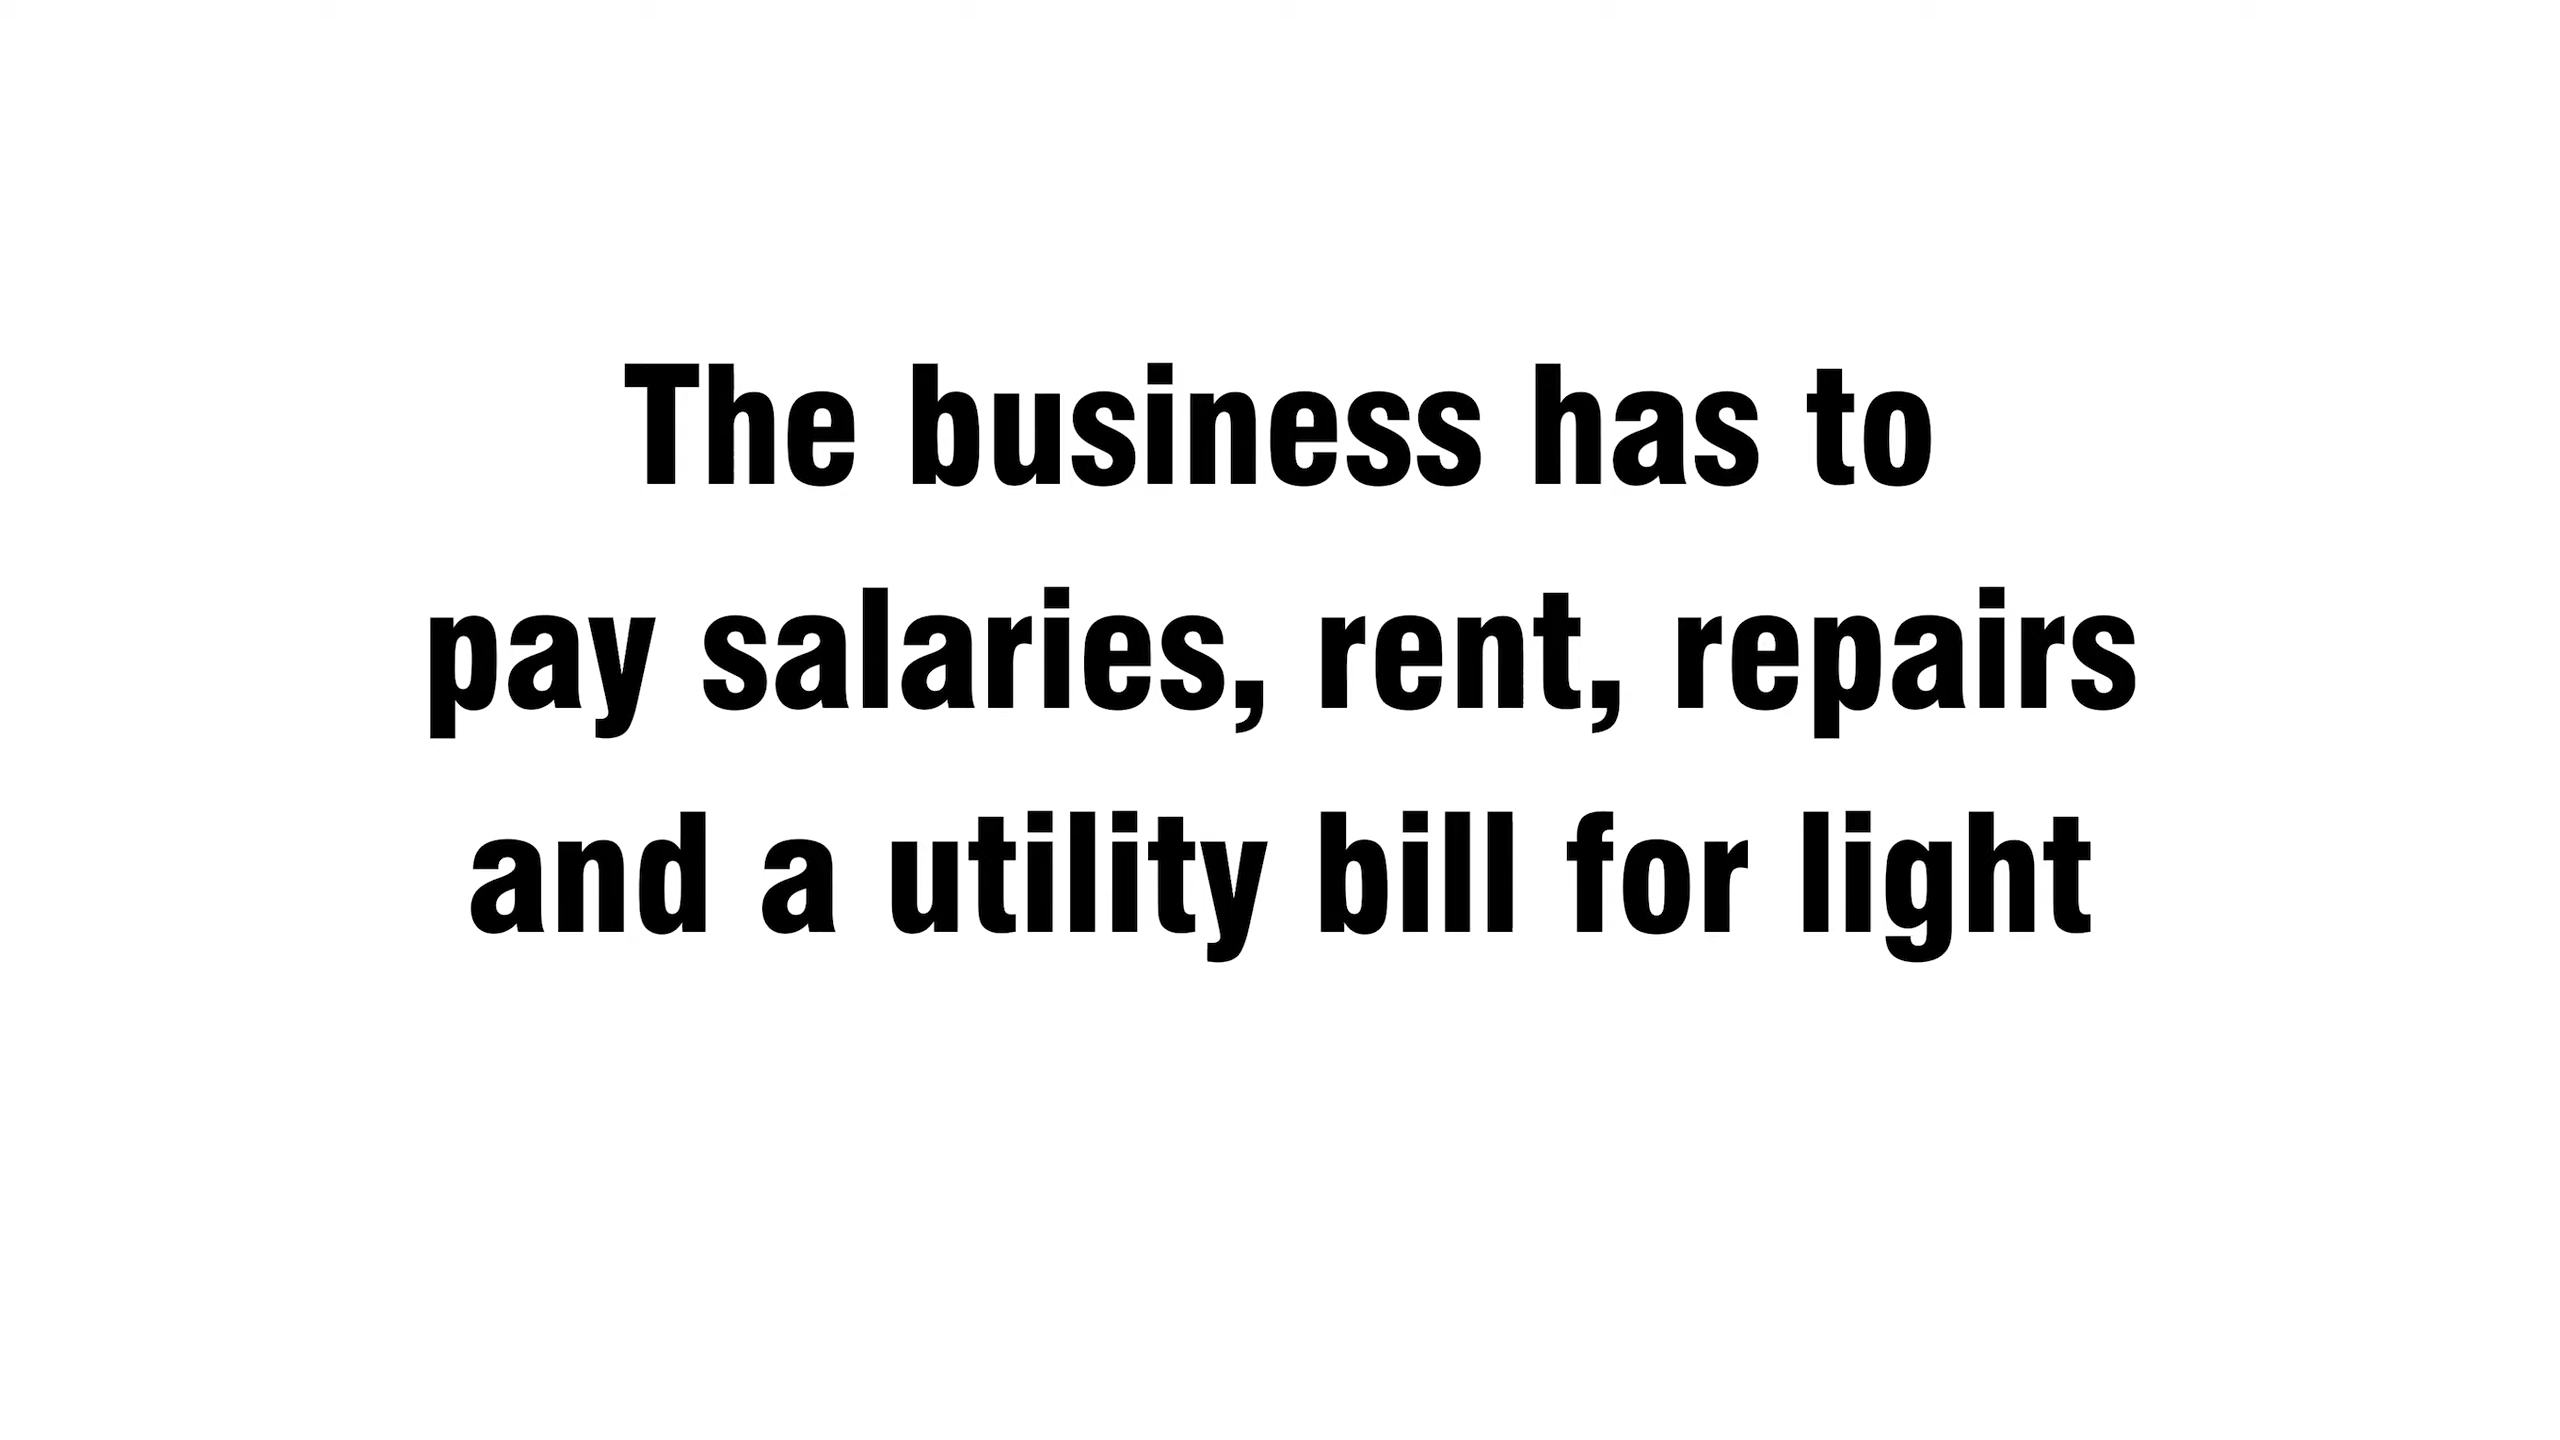 The business has to
pay salaries, rent, repairs
and a utility bill for light